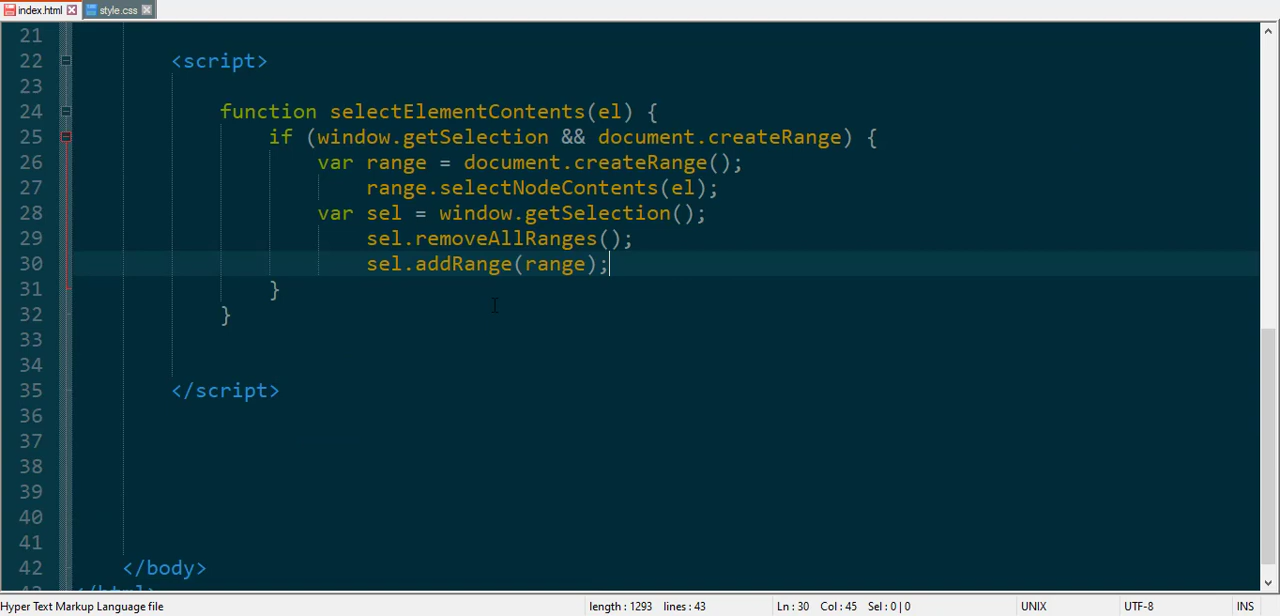 index.html style.css
21
22 <script>
23
24 function selectElementContents(el) {
25 if (window.getSelection && document.createRange) {
26 var range = document.createRange();
27 range.selectNodeContents(el);
28 var sel = window.getSelection();
29 sel.removeAllRanges();
30 sel.addRange(range);
31 }
32 }
33
34
35 </script>
36
37
38
39
40
41
42 </body>
Hyper Text Markup Language file length : 1293 lines : 43 Ln : 30 Col : 45 Sel : 0 | 0 UNIX UTF-8 INS